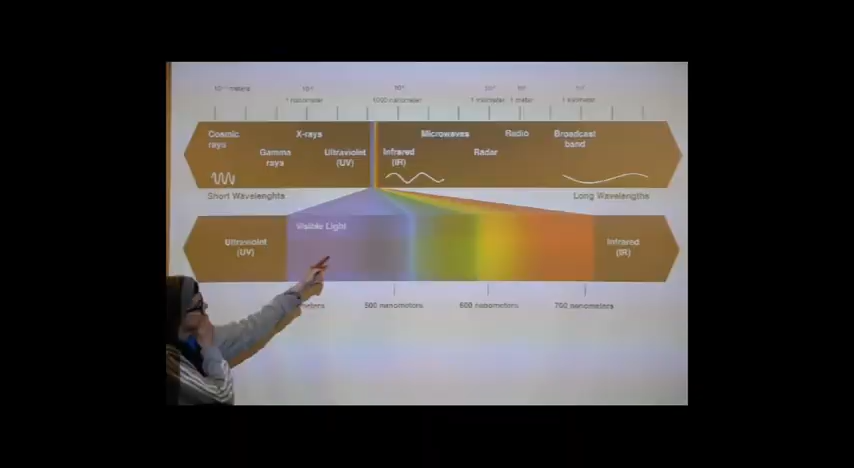 1 nanometer 1000 nanometer 1 millimeter 1 meter 1 kilometer
Cosmic rays
X-rays
Gamma rays
Ultraviolet (UV)
Infrared (IR)
Microwaves
Radar
Radio
Broadcast band
Short Wavelenghts
Long Wavelengths
Visible Light
Ultraviolet (UV)
Infrared (IR)
500 nanometers 600 nanometers 700 nanometers